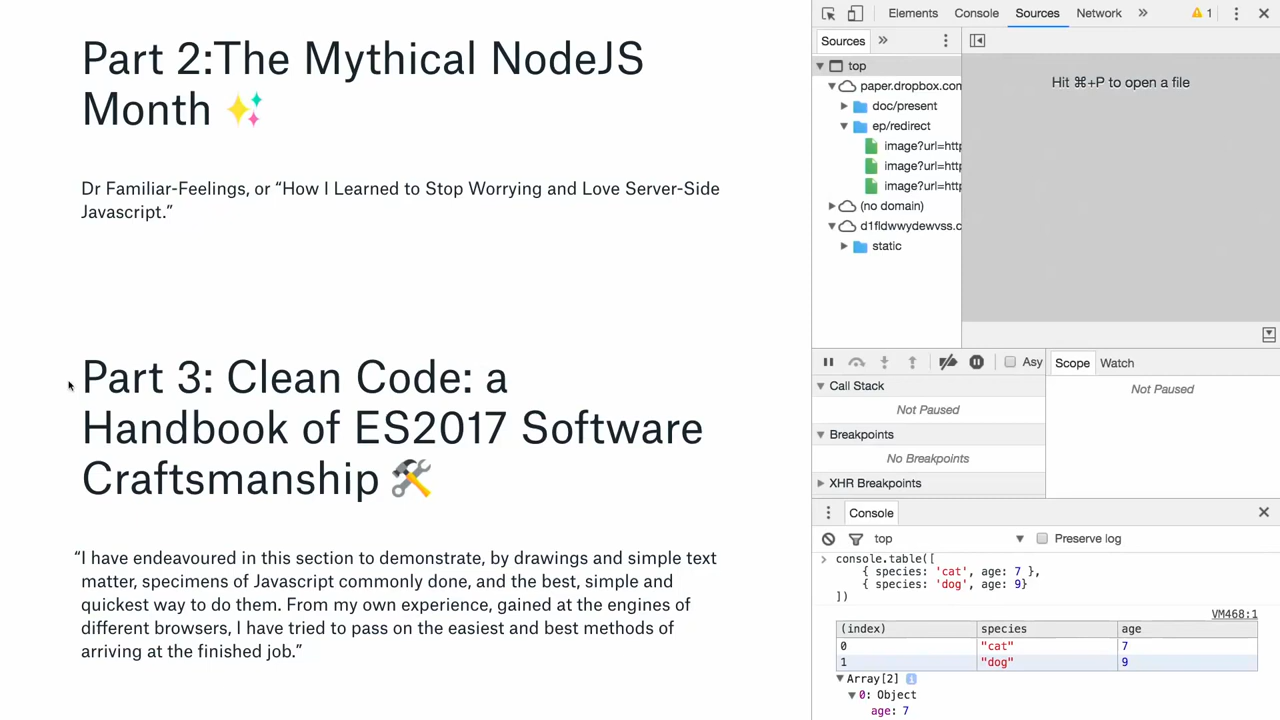 Part 2:The Mythical NodeJS
Month ✨
Dr Familiar-Feelings, or “How I Learned to Stop Worrying and Love Server-Side
Javascript.”
Part 3: Clean Code: a
Handbook of ES2017 Software
Craftsmanship 🛠
“I have endeavoured in this section to demonstrate, by drawings and simple text
matter, specimens of Javascript commonly done, and the best, simple and
quickest way to do them. From my own experience, gained at the engines of
different browsers, I have tried to pass on the easiest and best methods of
arriving at the finished job.”
Elements Console Sources Network » 1
Sources »
top
paper.dropbox.com
doc/present
ep/redirect
image?url=http
image?url=http
image?url=http
(no domain)
d1fldwwydewvss.c
static
Hit ⌘+P to open a file
Asy
Call Stack
Not Paused
Breakpoints
No Breakpoints
XHR Breakpoints
Scope Watch
Not Paused
Console
top Preserve log
console.table([
{ species: 'cat', age: 7 },
{ species: 'dog', age: 9}
])
VM468:1
(index) species age
0 "cat" 7
1 "dog" 9
Array[2]
0: Object
age: 7